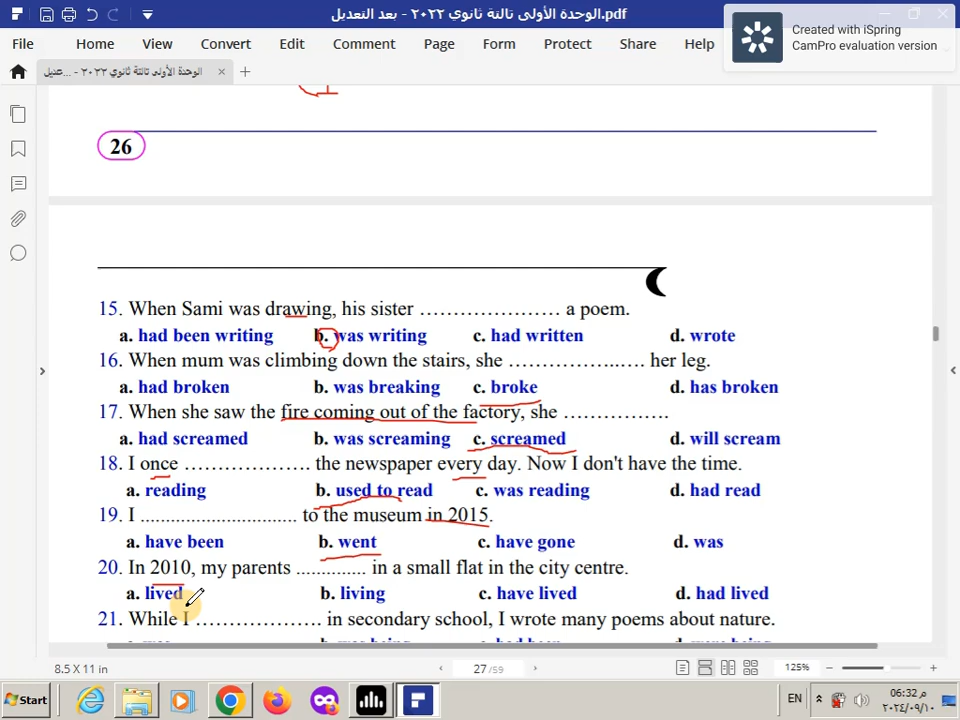 الوحدة الأولى تالتة ثانوي ٢٠٢٢ - بعد التعديل.pdf
Created with iSpring
CamPro evaluation version
File Home View Convert Edit Comment Page Form Protect Share Help
الوحدة الأولى تالتة ثانوي ٢٠٢٢ - ...عديل
26
15. When Sami was drawing, his sister ………………… a poem.
a. had been writing b. was writing c. had written d. wrote
16. When mum was climbing down the stairs, she ……………..…. her leg.
a. had broken b. was breaking c. broke d. has broken
17. When she saw the fire coming out of the factory, she …………….
a. had screamed b. was screaming c. screamed d. will scream
18. I once ………………. the newspaper every day. Now I don't have the time.
a. reading b. used to read c. was reading d. had read
19. I .............................. to the museum in 2015.
a. have been b. went c. have gone d. was
20. In 2010, my parents ............. in a small flat in the city centre.
a. lived b. living c. have lived d. had lived
21. While I …………………. in secondary school, I wrote many poems about nature.
8.5 X 11 in 27 /59 125%
Start EN 06:32 م
٢٠٢٤/٠٩/١٠